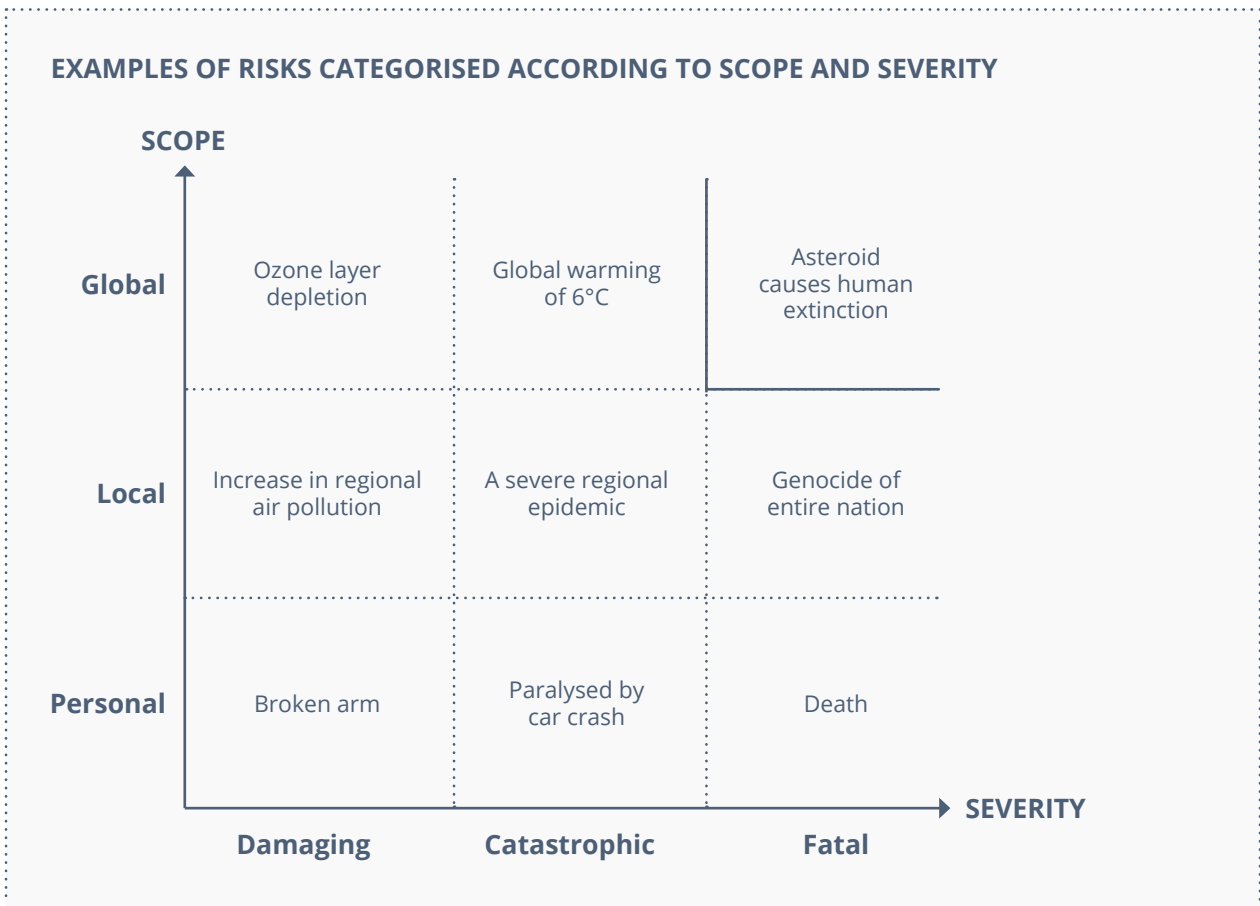 EXAMPLES OF RISKS CATEGORISED ACCORDING TO SCOPE AND SEVERITY
SCOPE
Global
Ozone layer
depletion
Global warming
of 6°C
Asteroid
causes human
extinction
Local
Increase in regional
air pollution
A severe regional
epidemic
Genocide of
entire nation
Personal
Broken arm
Paralysed by
car crash
Death
SEVERITY
Damaging
Catastrophic
Fatal